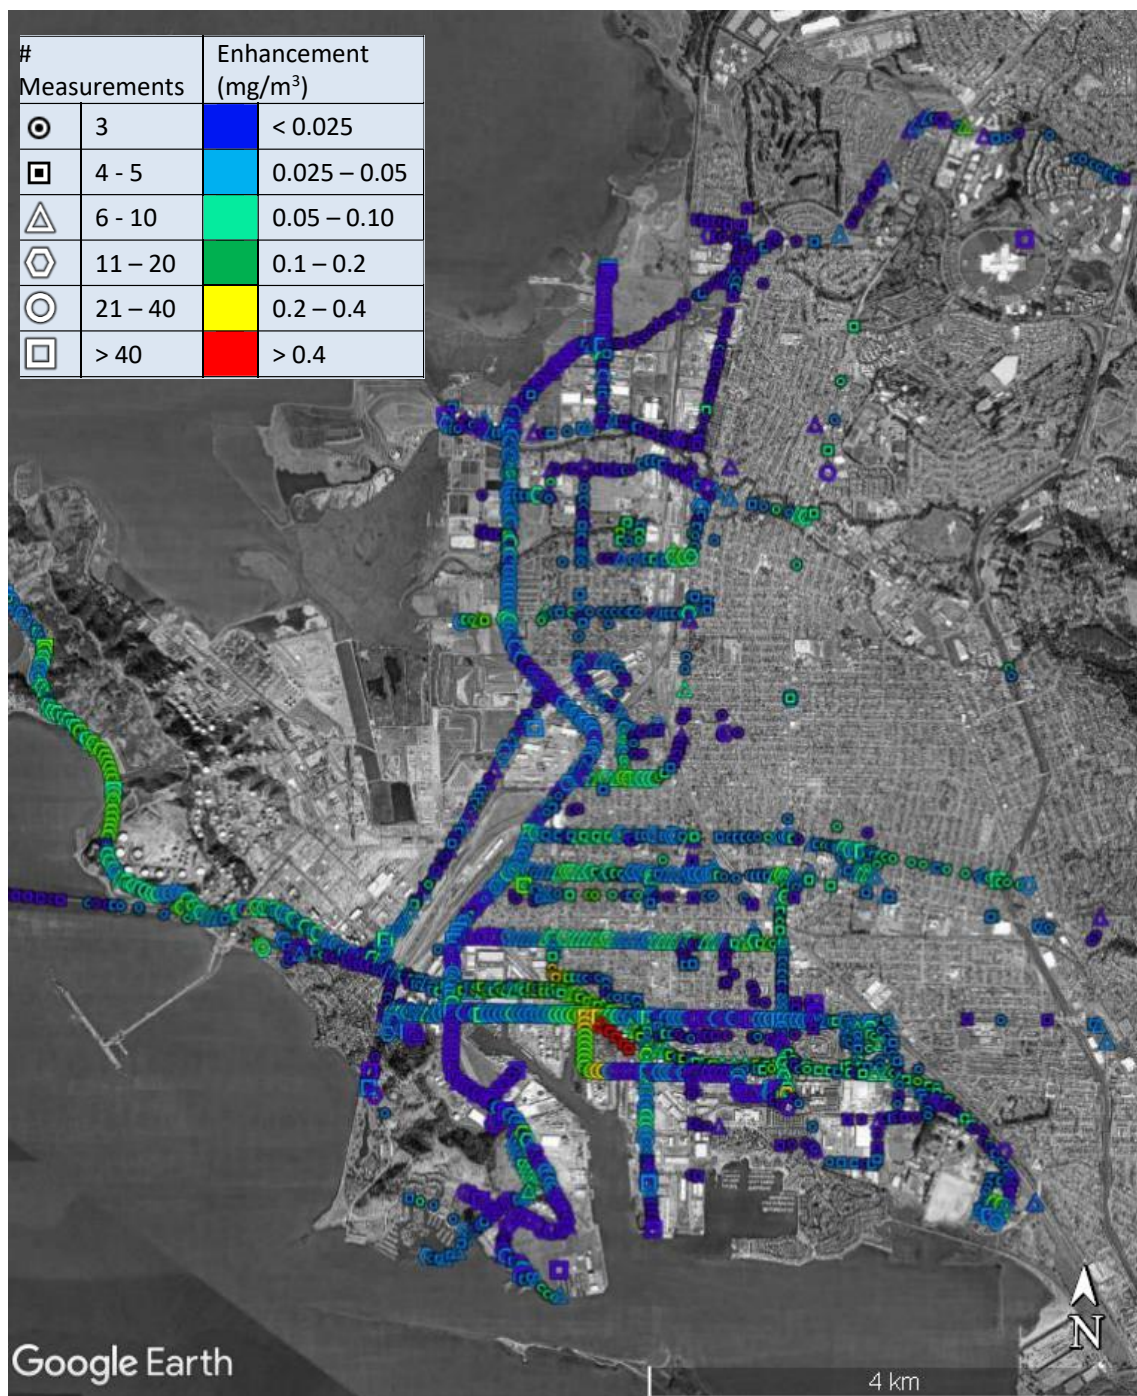 # Measurements
Enhancement (mg/m³)
3
< 0.025
4 - 5
0.025 – 0.05
6 - 10
0.05 – 0.10
11 – 20
0.1 – 0.2
21 – 40
0.2 – 0.4
> 40
> 0.4
N
Google Earth
4 km